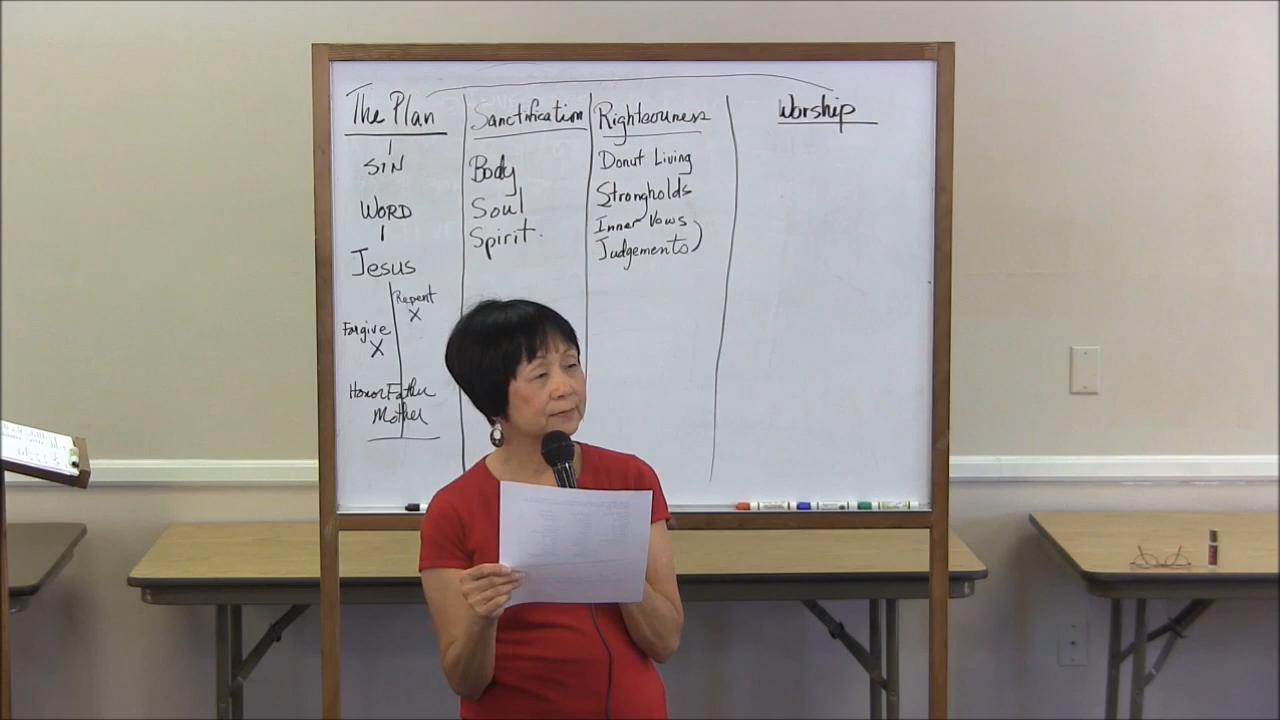 The Plan
SIN
WORD
Jesus
Repent
X
Forgive
X
Honor Father
Mother
Sanctification
Body
Soul
Spirit.
Righteousness
Donut Living
Strongholds
Inner Vows
Judgements)
Worship